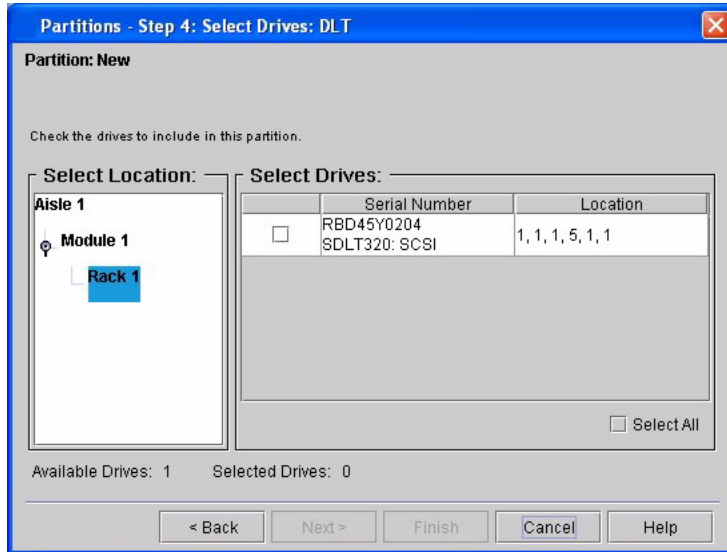 Partitions - Step 4: Select Drives: DLT
Partition: New
Check the drives to include in this partition.
Select Location:
Aisle 1
Module 1
Rack 1
Select Drives:
Serial Number Location
RBD45Y0204
SDLT320: SCSI
1, 1, 1, 5, 1, 1
Select All
Available Drives: 1 Selected Drives: 0
< Back Next > Finish Cancel Help